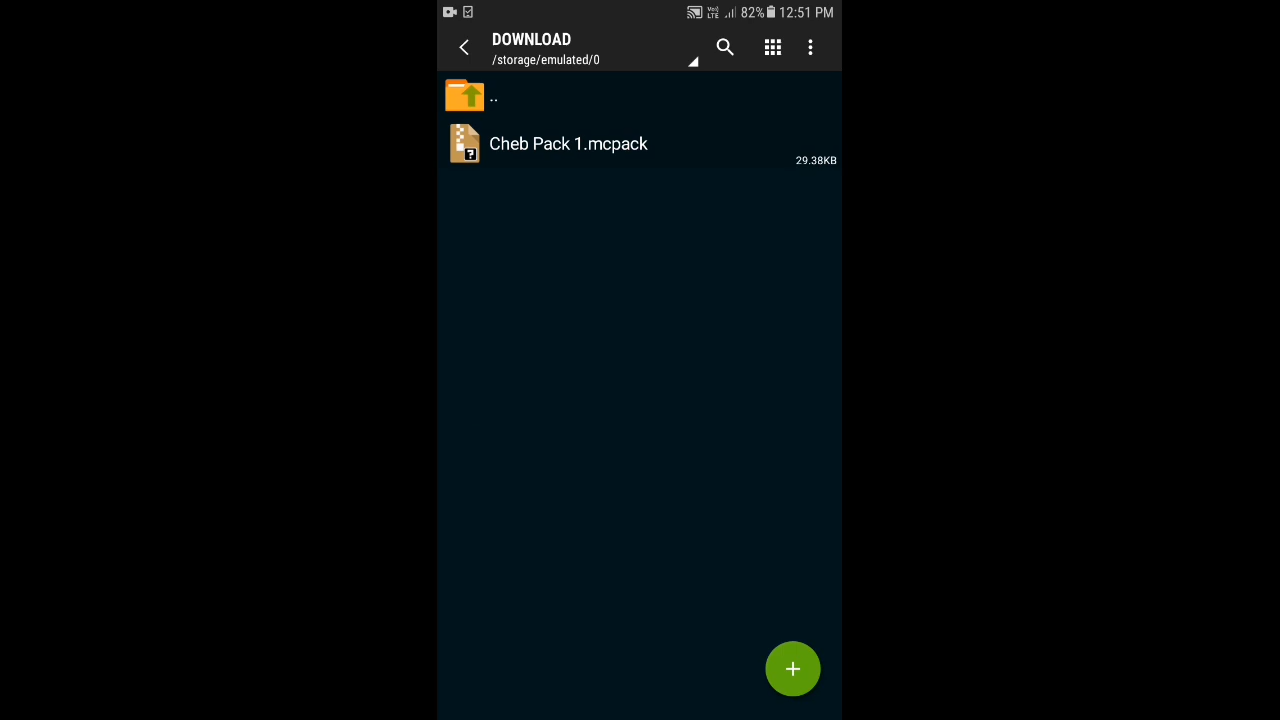 82% 12:51 PM
DOWNLOAD
/storage/emulated/0
..
Cheb Pack 1.mcpack
29.38KB